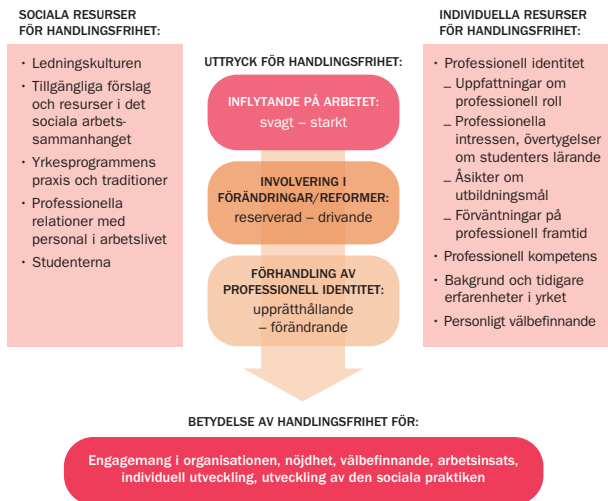 SOCIALA RESURSER
FÖR HANDLINGSFRIHET:
· Ledningskulturen
· Tillgängliga förslag
och resurser i det
sociala arbets-
sammanhanget
· Yrkesprogrammens
praxis och traditioner
· Professionella
relationer med
personal i arbetslivet
· Studenterna
UTTRYCK FÖR HANDLINGSFRIHET:
INFLYTANDE PÅ ARBETET:
svagt – starkt
INVOLVERING I
FÖRÄNDRINGAR/REFORMER:
reserverad – drivande
FÖRHANDLING AV
PROFESSIONELL IDENTITET:
upprätthållande
– förändrande
INDIVIDUELLA RESURSER
FÖR HANDLINGSFRIHET:
· Professionell identitet
– Uppfattningar om
professionell roll
– Professionella
intressen, övertygelser
om studenters lärande
– Åsikter om
utbildningsmål
– Förväntningar på
professionell framtid
· Professionell kompetens
· Bakgrund och tidigare
erfarenheter i yrket
· Personligt välbefinnande
BETYDELSE AV HANDLINGSFRIHET FÖR:
Engagemang i organisationen, nöjdhet, välbefinnande, arbetsinsats,
individuell utveckling, utveckling av den sociala praktiken